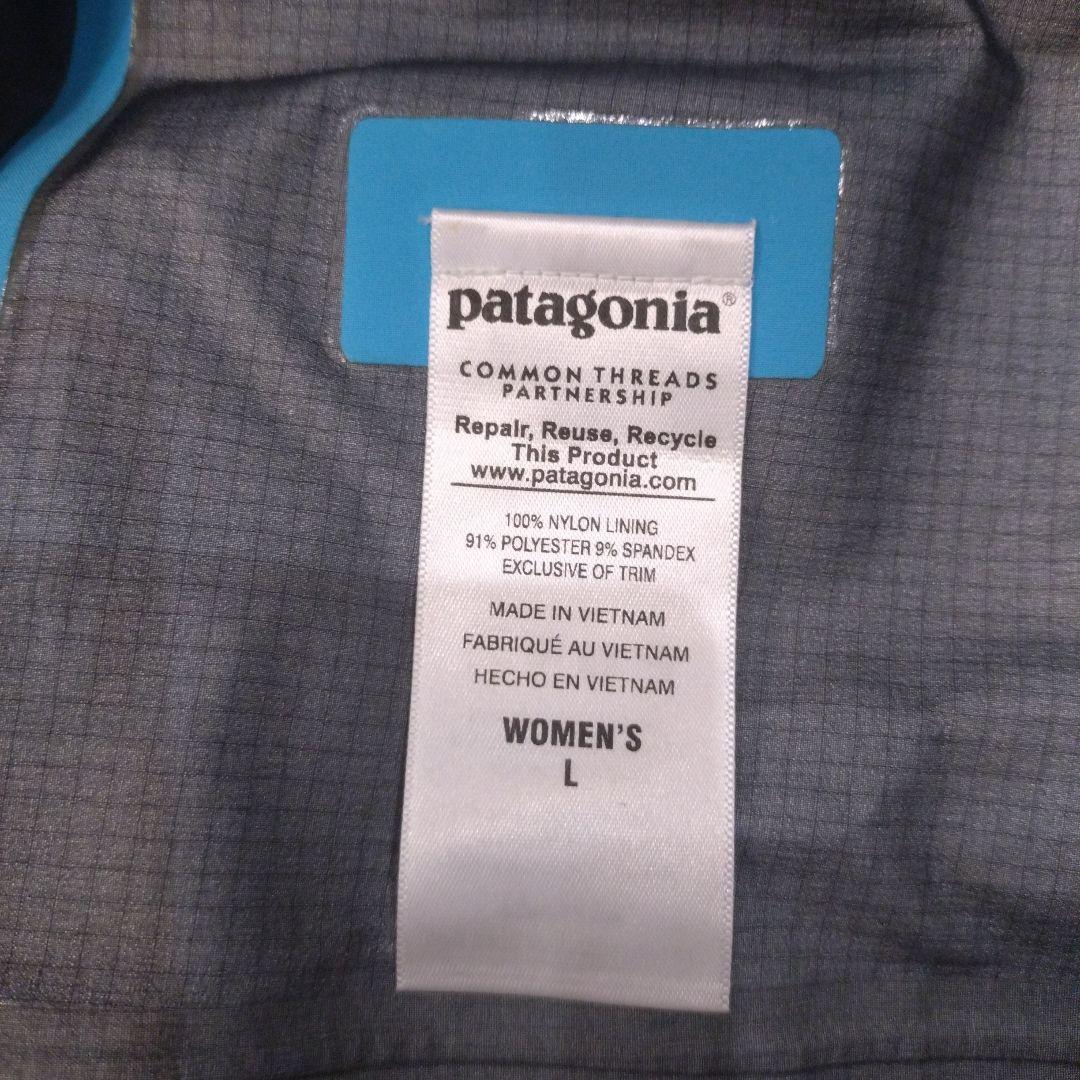 patagonia®
COMMON THREADS
PARTNERSHIP
Repair, Reuse, Recycle
This Product
www.patagonia.com
100% NYLON LINING
91% POLYESTER 9% SPANDEX
EXCLUSIVE OF TRIM
MADE IN VIETNAM
FABRIQUÉ AU VIETNAM
HECHO EN VIETNAM
WOMEN'S
L